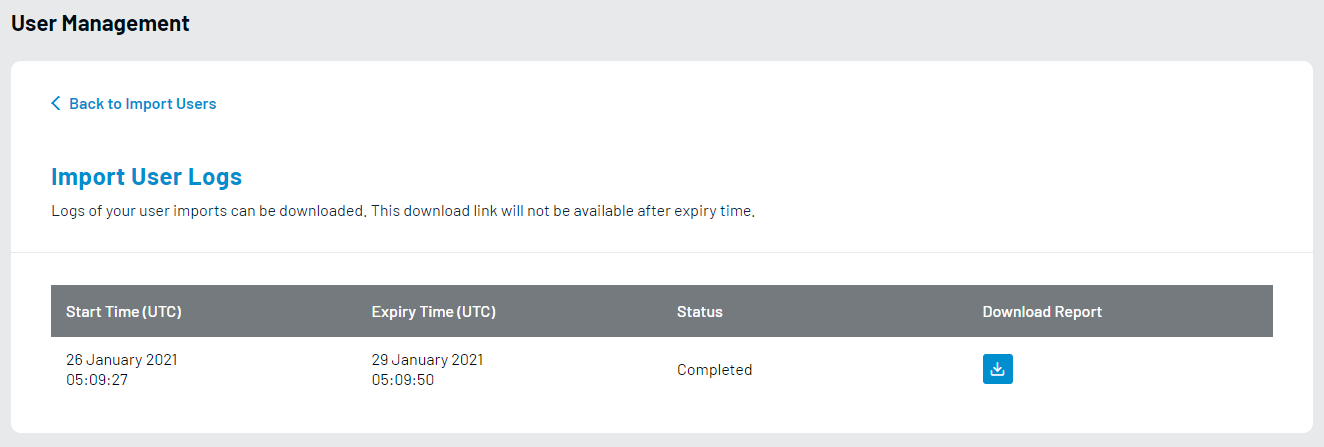 User Management
Back to Import Users
Import User Logs
Logs of your user imports can be downloaded. This download link will not be available after expiry time.
Start Time (UTC) Expiry Time (UTC) Status Download Report
26 January 2021 29 January 2021
05:09:27 05:09:50 Completed